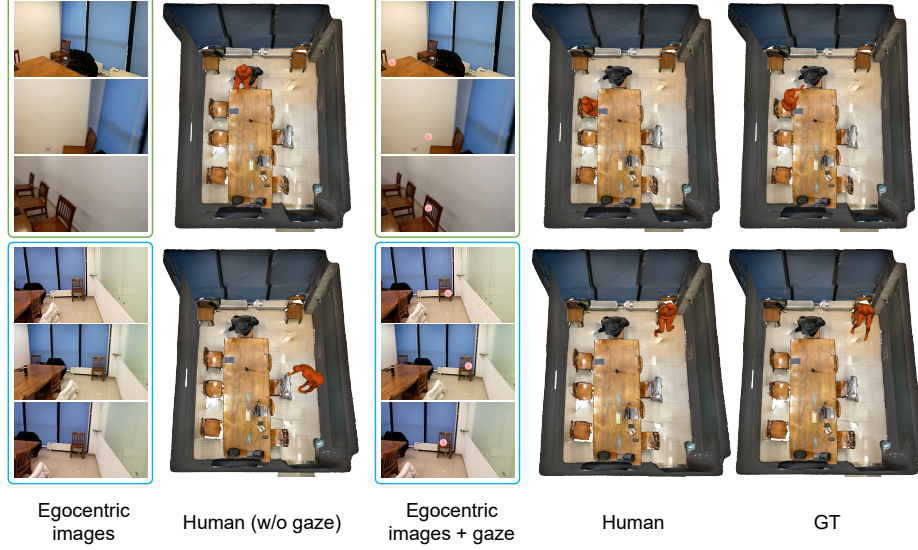 Egocentric
images
Human (w/o gaze)
Egocentric
images + gaze
Human
GT